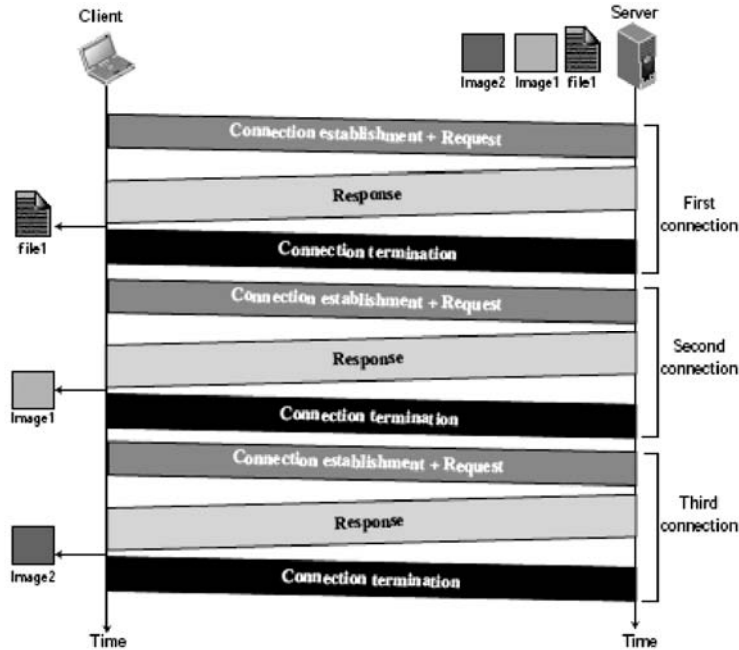 Client
Server
Image2 Image1 file1
Connection establishment + Request
Response
First
connection
file1
Connection termination
Connection establishment + Request
Response
Second
connection
Image1
Connection termination
Connection establishment + Request
Response
Third
connection
Image2
Connection termination
Time
Time